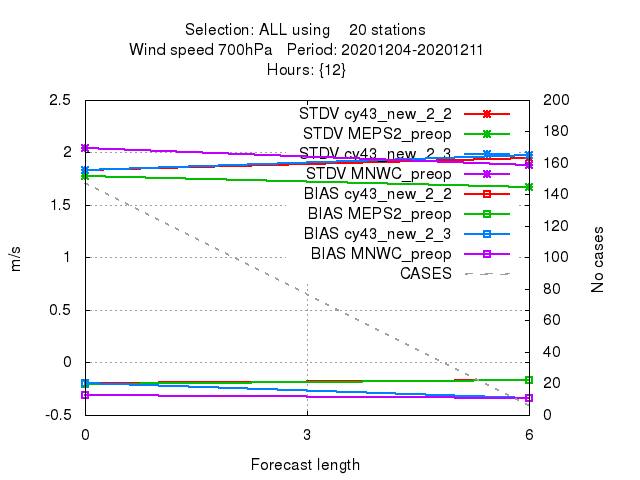 Selection: ALL using 20 stations
Wind speed 700hPa Period: 20201204-20201211
Hours: {12}
2.5
2
1.5
1
0.5
0
-0.5
m/s
200
180
160
140
120
100
80
60
40
20
0
No cases
STDV cy43_new_2_2
STDV MEPS2_preop
STDV cy43_new_2_3
STDV MNWC_preop
BIAS cy43_new_2_2
BIAS MEPS2_preop
BIAS cy43_new_2_3
BIAS MNWC_preop
CASES
0 3 6
Forecast length